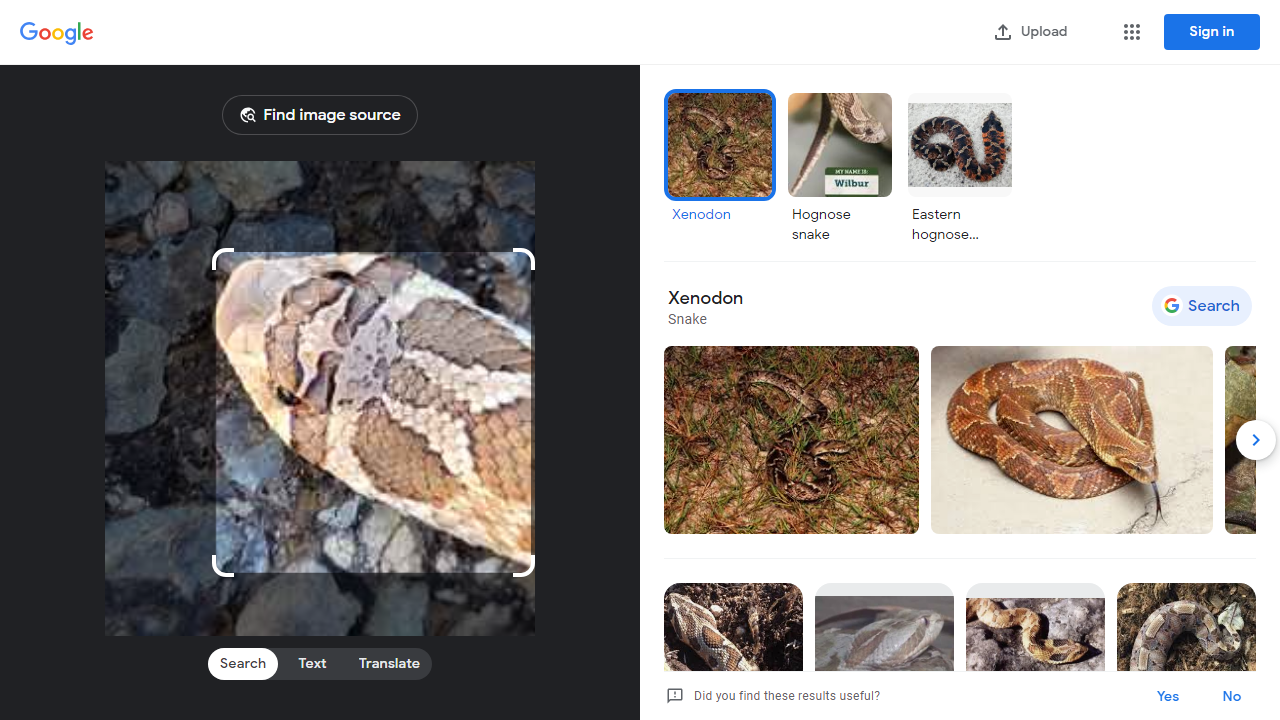 Google
Upload
Sign in
Find image source
MY NAME IS:
Wilbur
Xenodon
Hognose
snake
Eastern
hognose...
Xenodon
Snake
Search
Search
Text
Translate
Did you find these results useful?
Yes
No